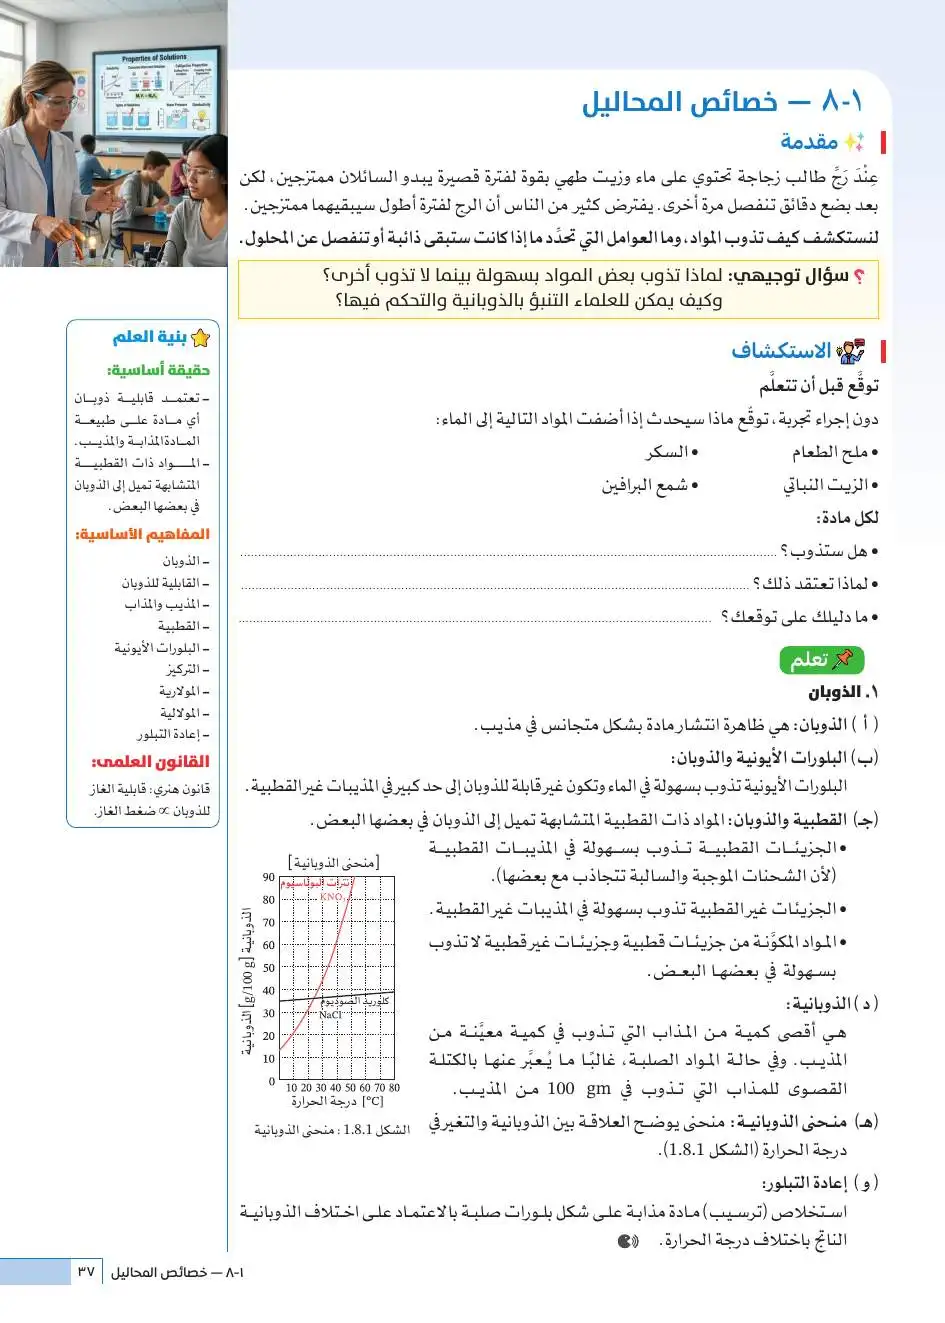 Properties of Solutions
١-٨ — خصائص المحاليل
مقدمة
عِنْدَ رَجِّ طالب زجاجة تحتوي على ماء وزيت طهي بقوة لفترة قصيرة يبدو السائلان ممتزجين، لكن
بعد بضع دقائق تنفصل مرة أخرى. يفترض كثير من الناس أن الرج لفترة أطول سيبقيهما ممتزجين.
لنستكشف كيف تذوب المواد، وما العوامل التي تحدِّد ما إذا كانت ستبقى ذائبة أو تنفصل عن المحلول.
؟ سؤال توجيهي: لماذا تذوب بعض المواد بسهولة بينما لا تذوب أخرى؟
وكيف يمكن للعلماء التنبؤ بالذوبانية والتحكم فيها؟
الاستكشاف
توقَّع قبل أن تتعلَّم
دون إجراء تجربة، توقَّع ماذا سيحدث إذا أضفت المواد التالية إلى الماء:
• ملح الطعام • السكر
• الزيت النباتي • شمع البرافين
لكل مادة:
• هل ستذوب؟
• لماذا تعتقد ذلك؟
• ما دليلك على توقعك؟
تعلم
١. الذوبان
(أ) الذوبان: هي ظاهرة انتشار مادة بشكل متجانس في مذيب.
(ب) البلورات الأيونية والذوبان:
البلورات الأيونية تذوب بسهولة في الماء وتكون غير قابلة للذوبان إلى حد كبير في المذيبات غير القطبية.
(جـ) القطبية والذوبان: المواد ذات القطبية المتشابهة تميل إلى الذوبان في بعضها البعض.
• الجزيئات القطبية تذوب بسهولة في المذيبات القطبية
(لأن الشحنات الموجبة والسالبة تتجاذب مع بعضها).
• الجزيئات غير القطبية تذوب بسهولة في المذيبات غير القطبية.
• المواد المكوَّنة من جزيئات قطبية وجزيئات غير قطبية لا تذوب
بسهولة في بعضها البعض.
(د) الذوبانية:
هي أقصى كمية من المذاب التي تذوب في كمية معيَّنة من
المذيب. وفي حالة المواد الصلبة، غالبًا ما يُعبَّر عنها بالكتلة
القصوى للمذاب التي تذوب في 100 gm من المذيب.
(هـ) منحنى الذوبانية: منحنى يوضح العلاقة بين الذوبانية والتغير في
درجة الحرارة (الشكل 1.8.1).
(و) إعادة التبلور:
استخلاص (ترسيب) مادة مذابة على شكل بلورات صلبة بالاعتماد على اختلاف الذوبانية
الناتج باختلاف درجة الحرارة.
[منحنى الذوبانية]
نترات البوتاسيوم
KNO₃
كلوريد الصوديوم
NaCl
الذوبانية [g/100 g] الذوبانية
90
80
70
60
50
40
30
20
10
0
10 20 30 40 50 60 70 80
[°C] درجة الحرارة
الشكل 1.8.1 : منحنى الذوبانية
بنية العلم
حقيقة أساسية:
– تعتمد قابلية ذوبان
أي مادة على طبيعة
المادة المذابة والمذيب.
– المواد ذات القطبية
المتشابهة تميل إلى الذوبان
في بعضها البعض.
المفاهيم الأساسية:
– الذوبان
– القابلية للذوبان
– المذيب والمذاب
– القطبية
– البلورات الأيونية
– التركيز
– المولارية
– المولالية
– إعادة التبلور
القانون العلمي:
قانون هنري: قابلية الغاز
للذوبان ∝ ضغط الغاز.
١-٨ — خصائص المحاليل ٣٧